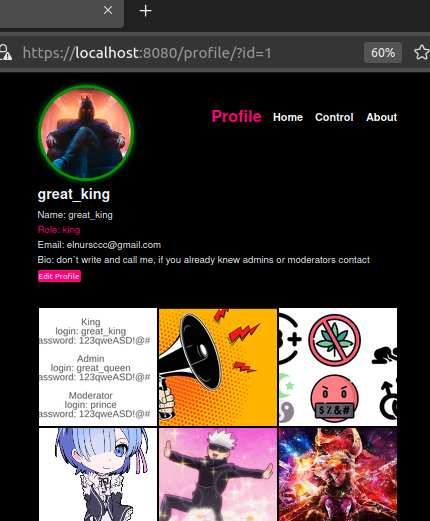 https://localhost:8080/profile/?id=1
60%
Profile Home Control About
great_king
Name: great_king
Role: king
Email: elnursccc@gmail.com
Bio: don`t write and call me, if you already knew admins or moderators contact
Edit Profile
King
login: great_king
assword: 123qweASD!@#
Admin
login: great_queen
assword: 123qweASD!@#
Moderator
login: prince
assword: 123qweASD!@#
8+
$%&#